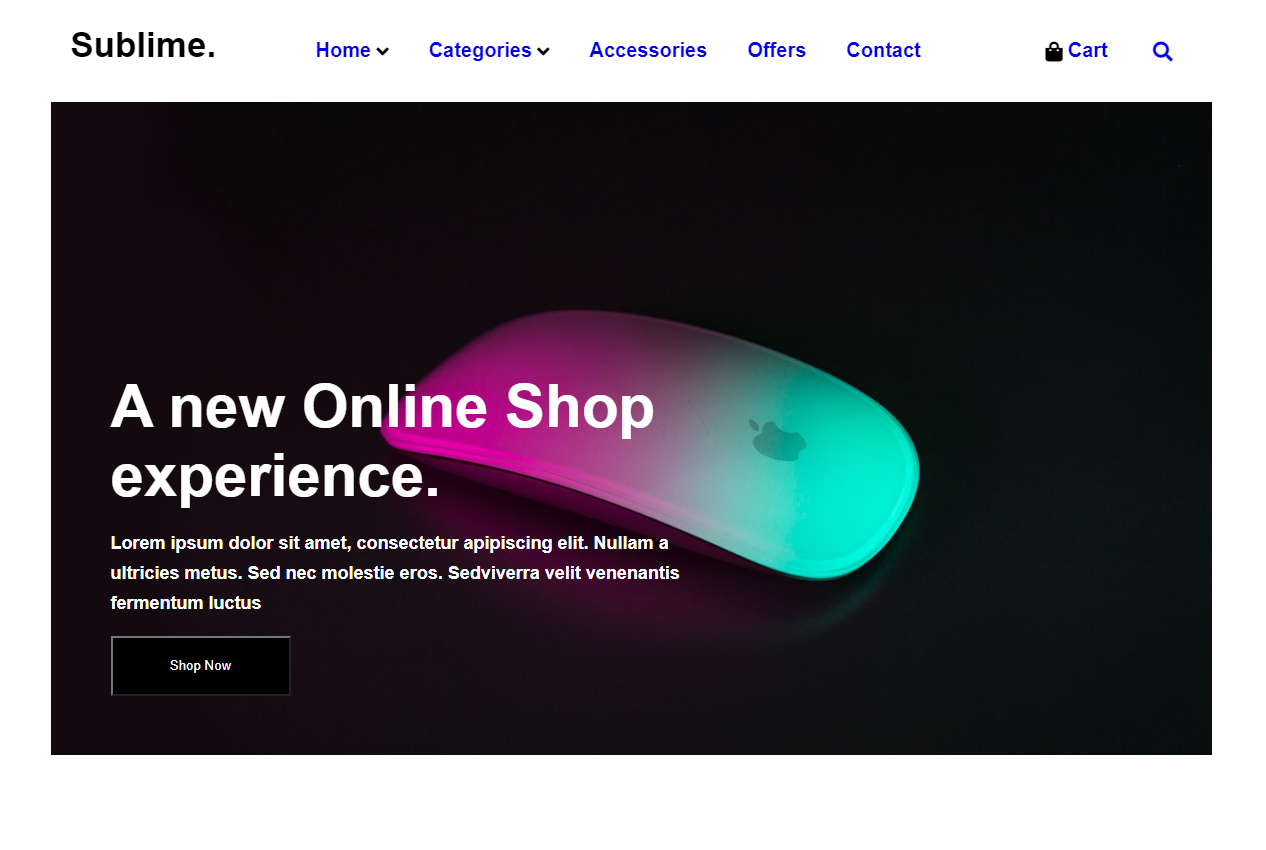 Sublime.
Home Categories Accessories Offers Contact Cart
A new Online Shop
experience.
Lorem ipsum dolor sit amet, consectetur apipiscing elit. Nullam a
ultricies metus. Sed nec molestie eros. Sedviverra velit venenantis
fermentum luctus
Shop Now